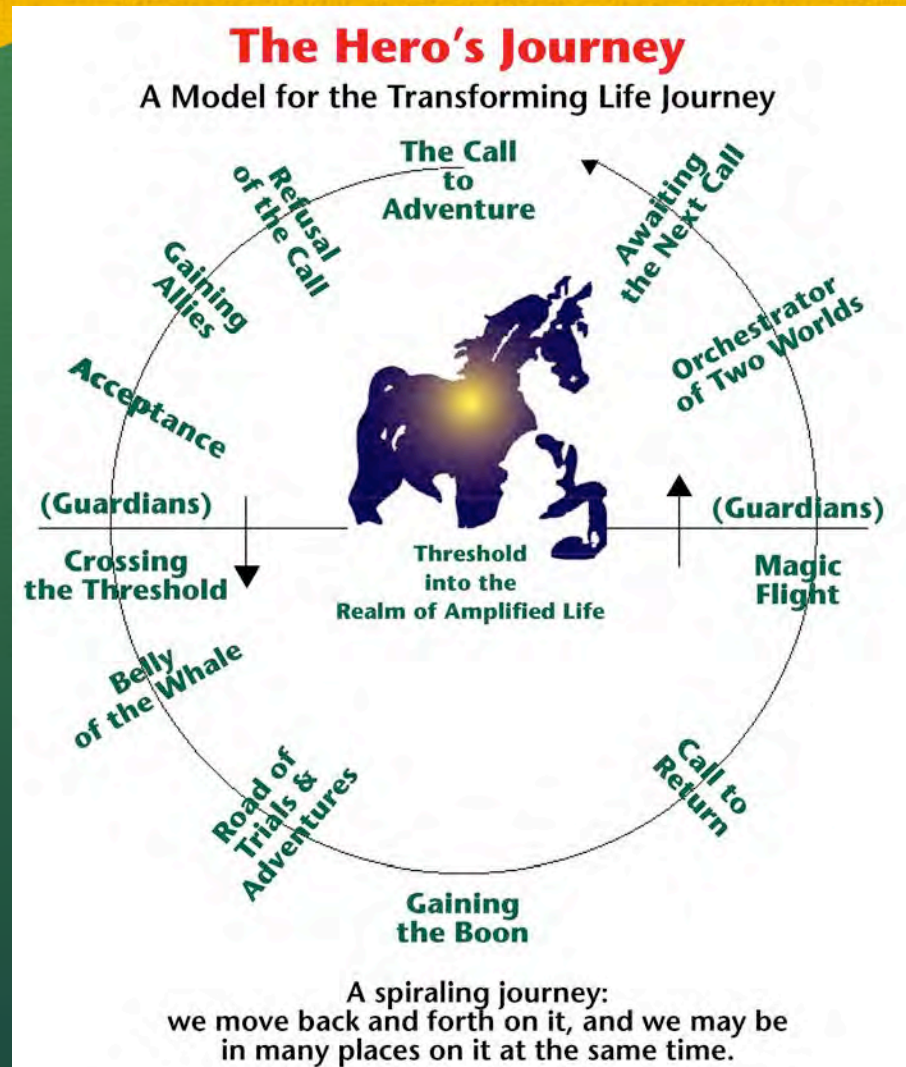 The Hero's Journey
A Model for the Transforming Life Journey
The Call
to
Adventure
Refusal
of the Call
Gaining
Allies
Acceptance
(Guardians)
Crossing
the Threshold
Belly
of the Whale
Road of
Trials &
Adventures
Gaining
the Boon
Call to
Return
Magic
Flight
(Guardians)
Orchestrator
of Two Worlds
Awaiting
the Next Call
Threshold
into the
Realm of Amplified Life
A spiraling journey:
we move back and forth on it, and we may be
in many places on it at the same time.